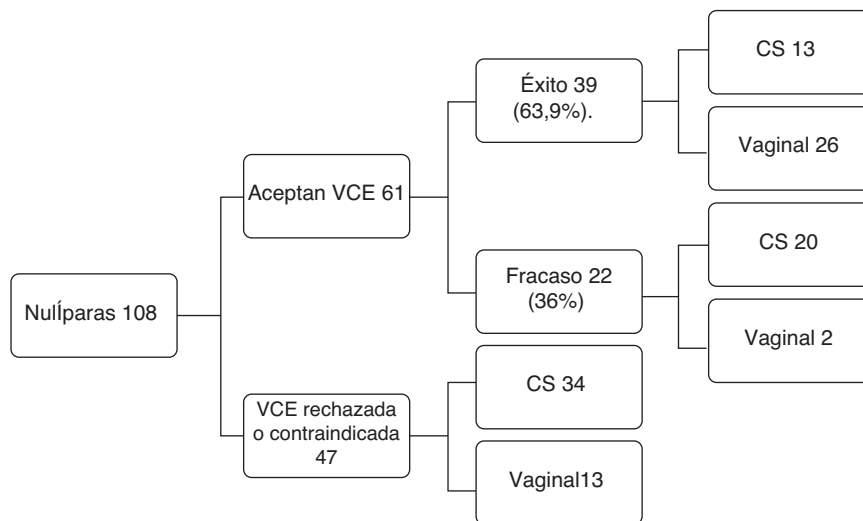 Nulíparas 108
Aceptan VCE 61
Éxito 39
(63,9%).
CS 13
Vaginal 26
Fracaso 22
(36%)
CS 20
Vaginal 2
VCE rechazada
o contraindicada
47
CS 34
Vaginal13